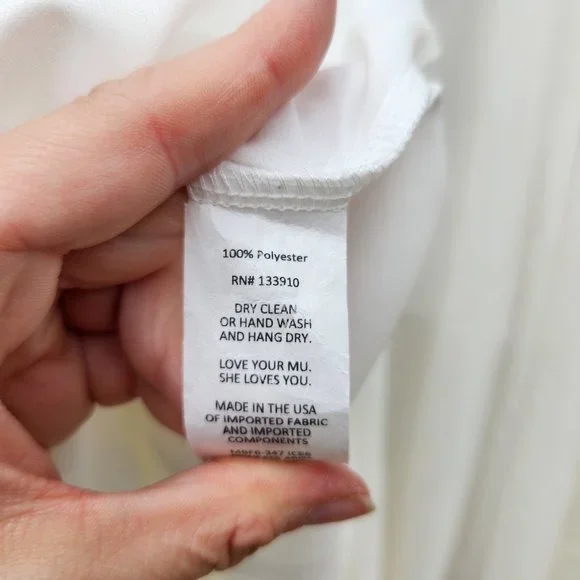 100% Polyester
RN# 133910
DRY CLEAN
OR HAND WASH
AND HANG DRY.
LOVE YOUR MU.
SHE LOVES YOU.
MADE IN THE USA
OF IMPORTED FABRIC
AND IMPORTED
COMPONENTS